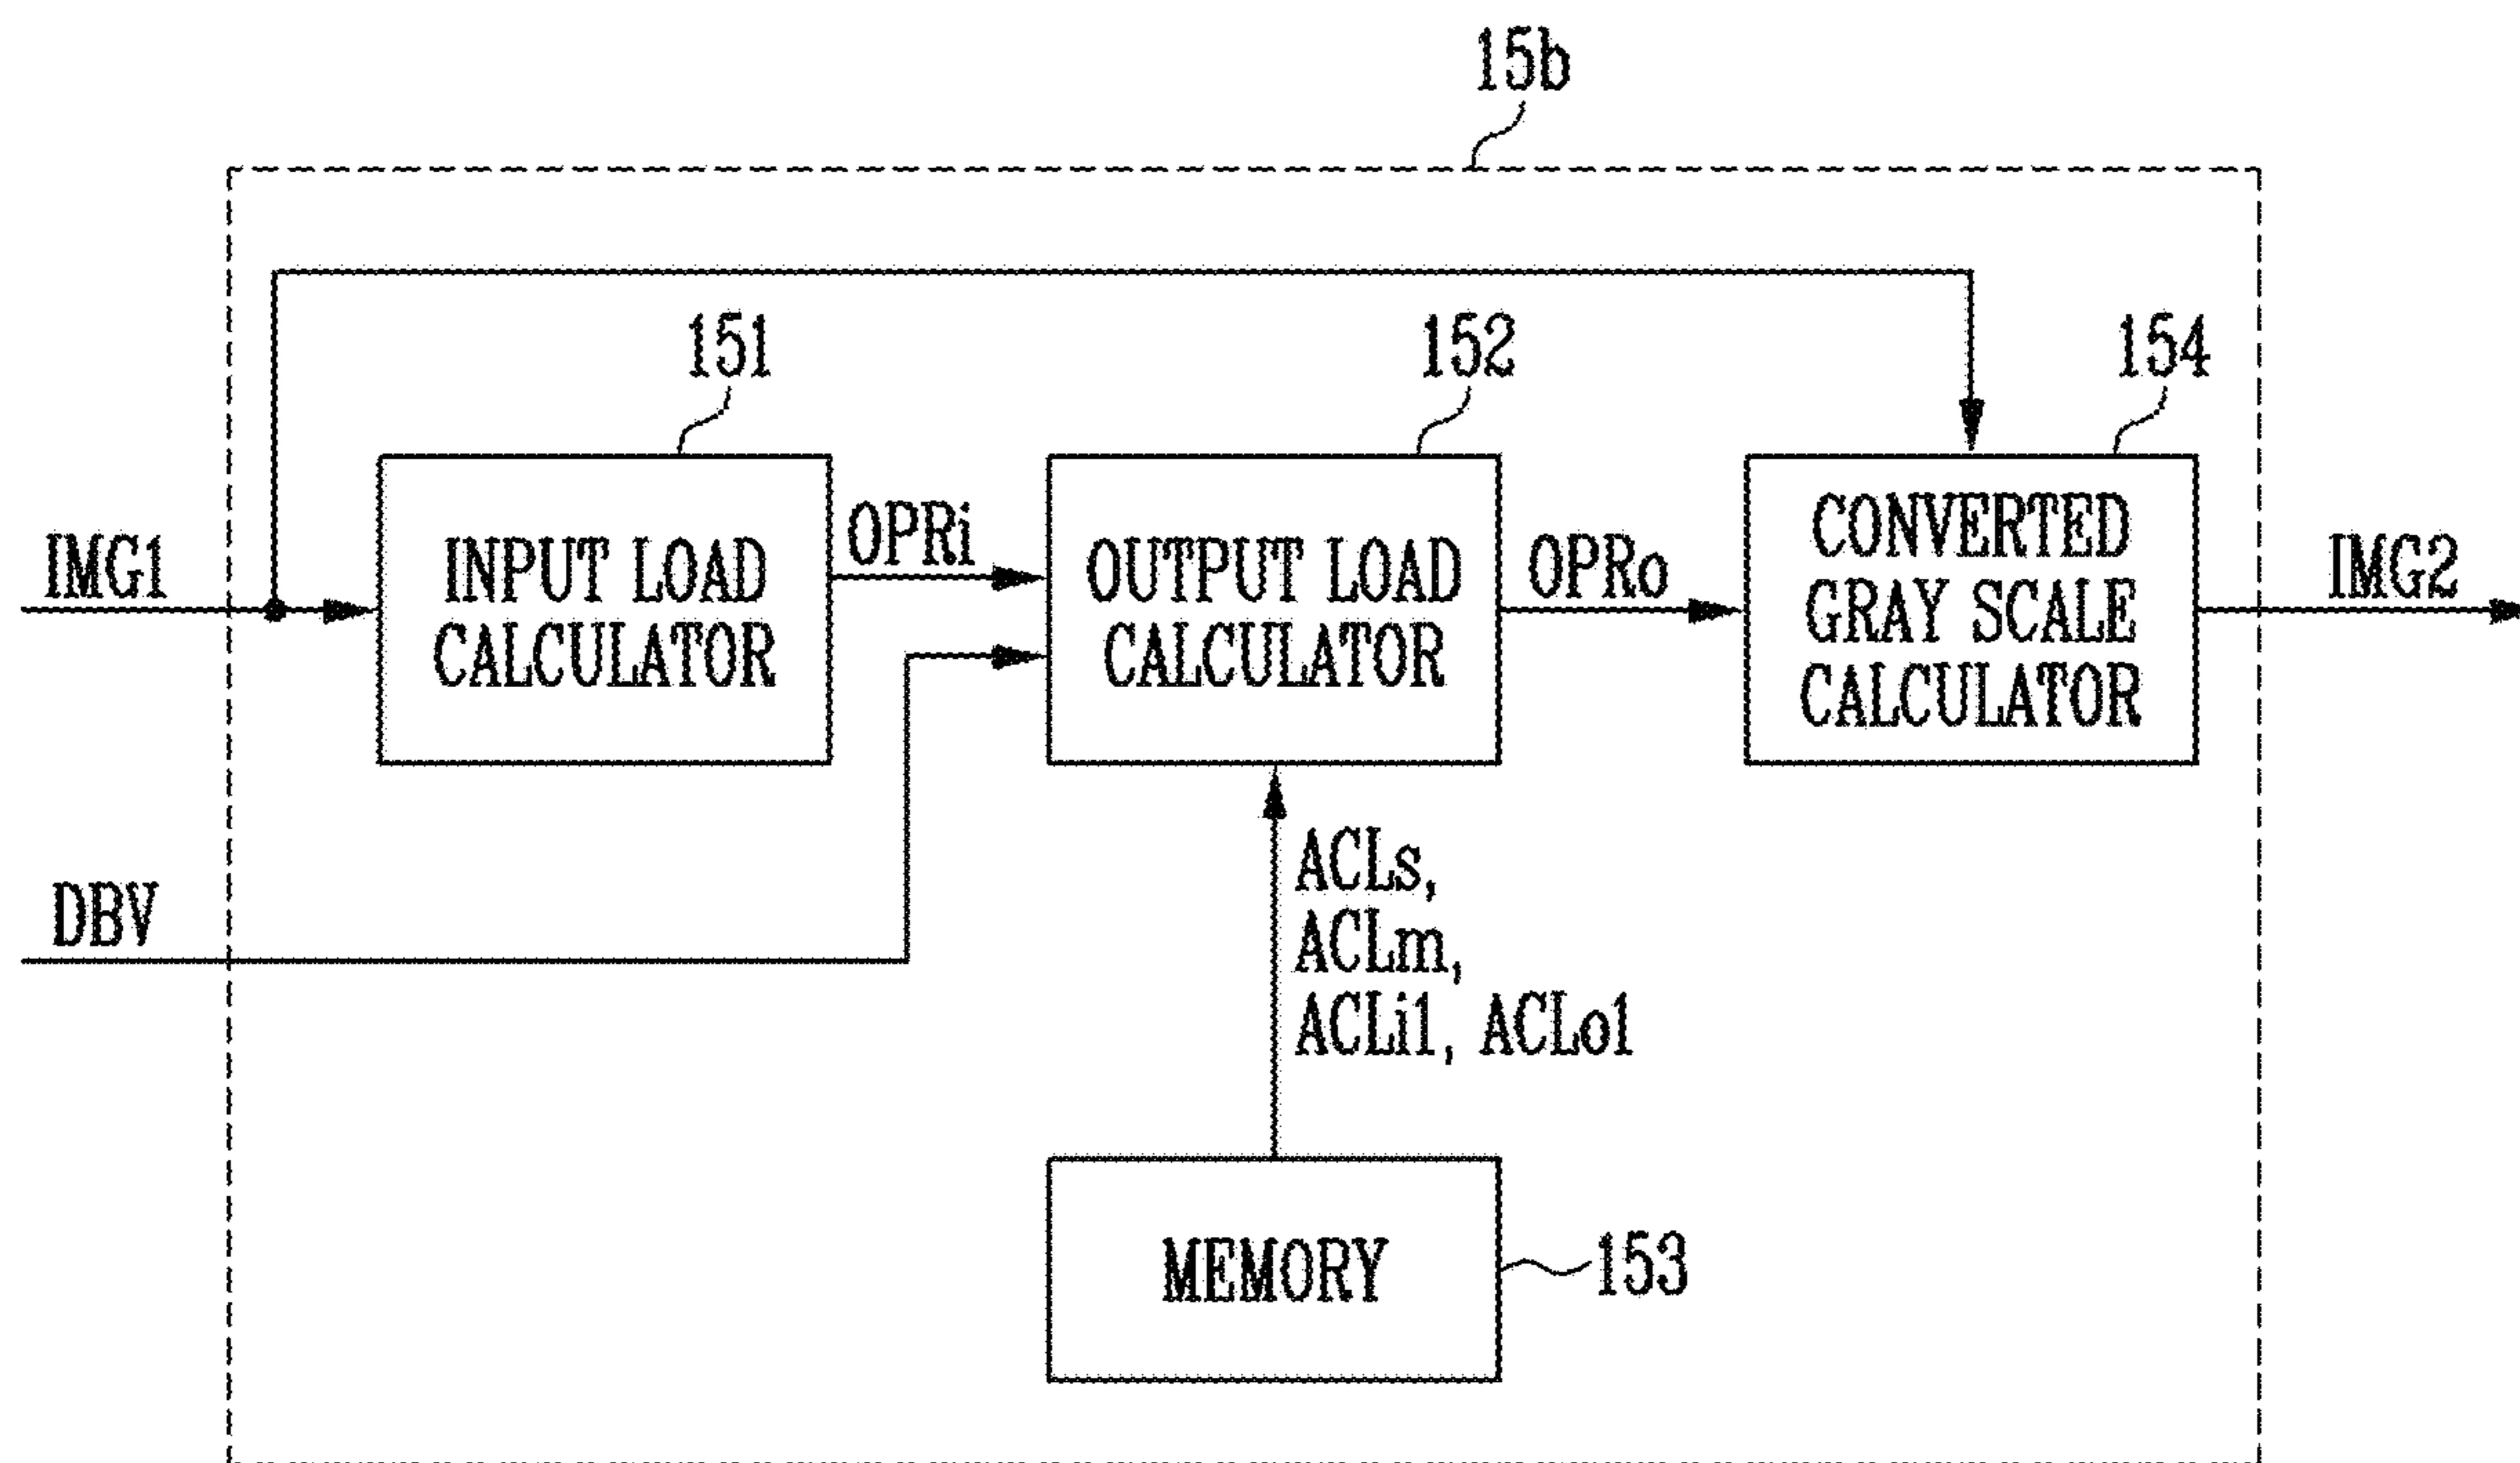 15b
151
152
154
IMG1
INPUT LOAD
CALCULATOR
OPRi
OUTPUT LOAD
CALCULATOR
OPRo
CONVERTED
GRAY SCALE
CALCULATOR
IMG2
DBV
ACLs,
ACLm,
ACLi1, ACLo1
MEMORY
153